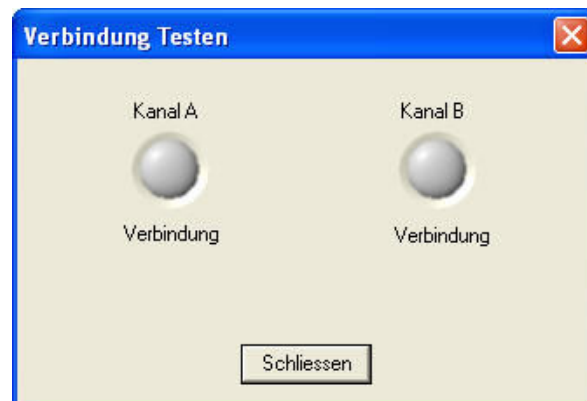 Verbindung Testen
Kanal A Kanal B
Verbindung Verbindung
Schliessen